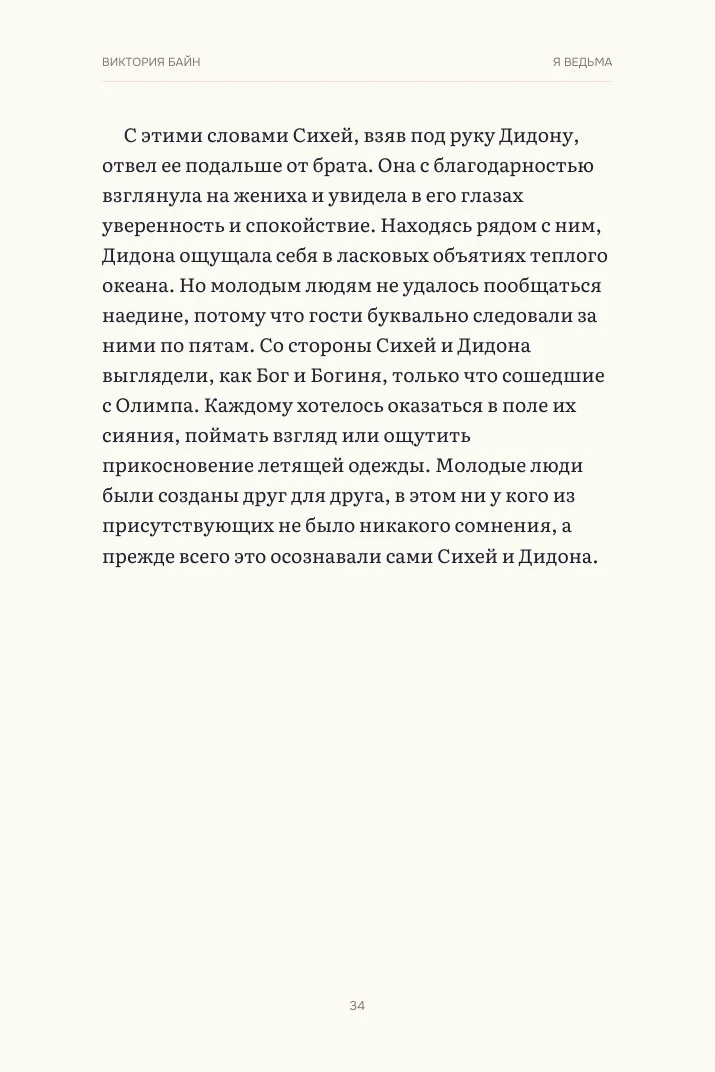 ВИКТОРИЯ БАЙН
Я ВЕДЬМА
С этими словами Сихей, взяв под руку Дидону,
отвел ее подальше от брата. Она с благодарностью
взглянула на жениха и увидела в его глазах
уверенность и спокойствие. Находясь рядом с ним,
Дидона ощущала себя в ласковых объятиях теплого
океана. Но молодым людям не удалось пообщаться
наедине, потому что гости буквально следовали за
ними по пятам. Со стороны Сихей и Дидона
выглядели, как Бог и Богиня, только что сошедшие
с Олимпа. Каждому хотелось оказаться в поле их
сияния, поймать взгляд или ощутить
прикосновение летящей одежды. Молодые люди
были созданы друг для друга, в этом ни у кого из
присутствующих не было никакого сомнения, а
прежде всего это осознавали сами Сихей и Дидона.
34